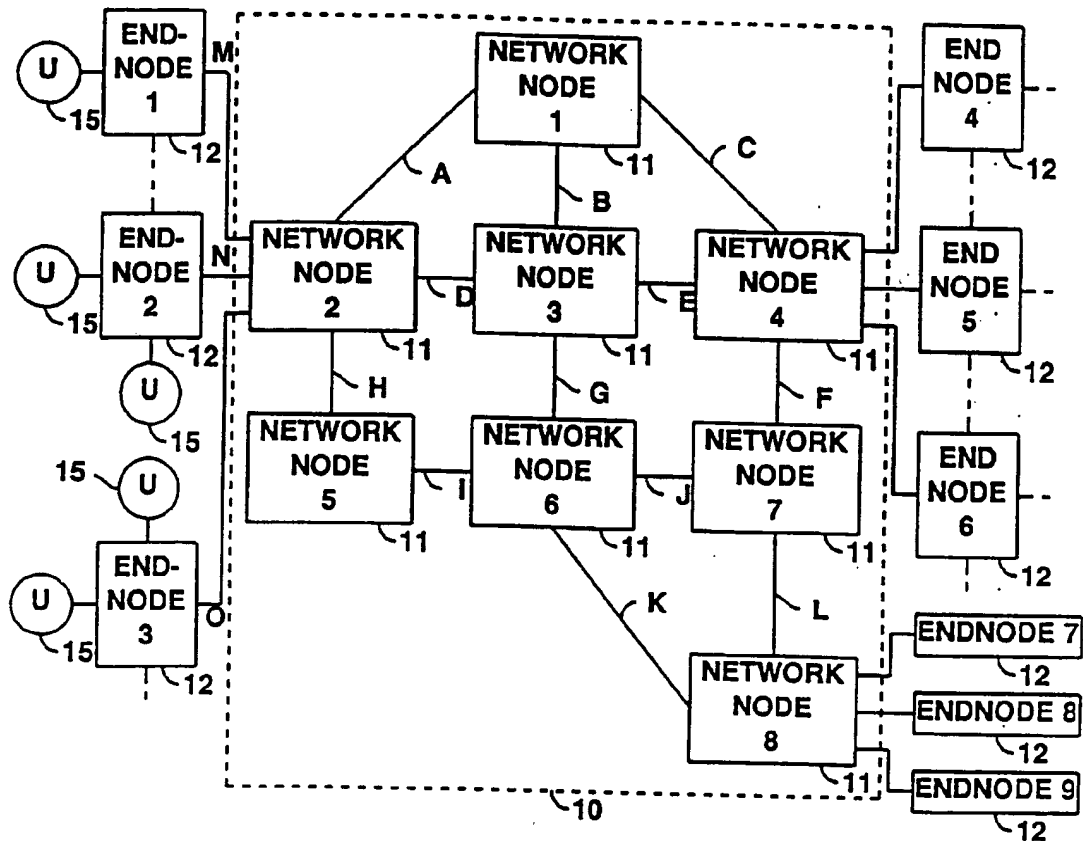 END-
NODE
1
M
U
15
12
NETWORK
NODE
1
11
A
B
C
END
NODE
4
12
END-
NODE
2
N
U
15
12
U
15
NETWORK
NODE
2
11
D
NETWORK
NODE
3
11
E
NETWORK
NODE
4
11
END
NODE
5
12
H
G
F
NETWORK
NODE
5
11
I
NETWORK
NODE
6
11
J
NETWORK
NODE
7
11
END
NODE
6
12
15
U
END-
NODE
3
O
U
15
12
K
L
NETWORK
NODE
8
11
ENDNODE 7
12
ENDNODE 8
12
ENDNODE 9
12
10